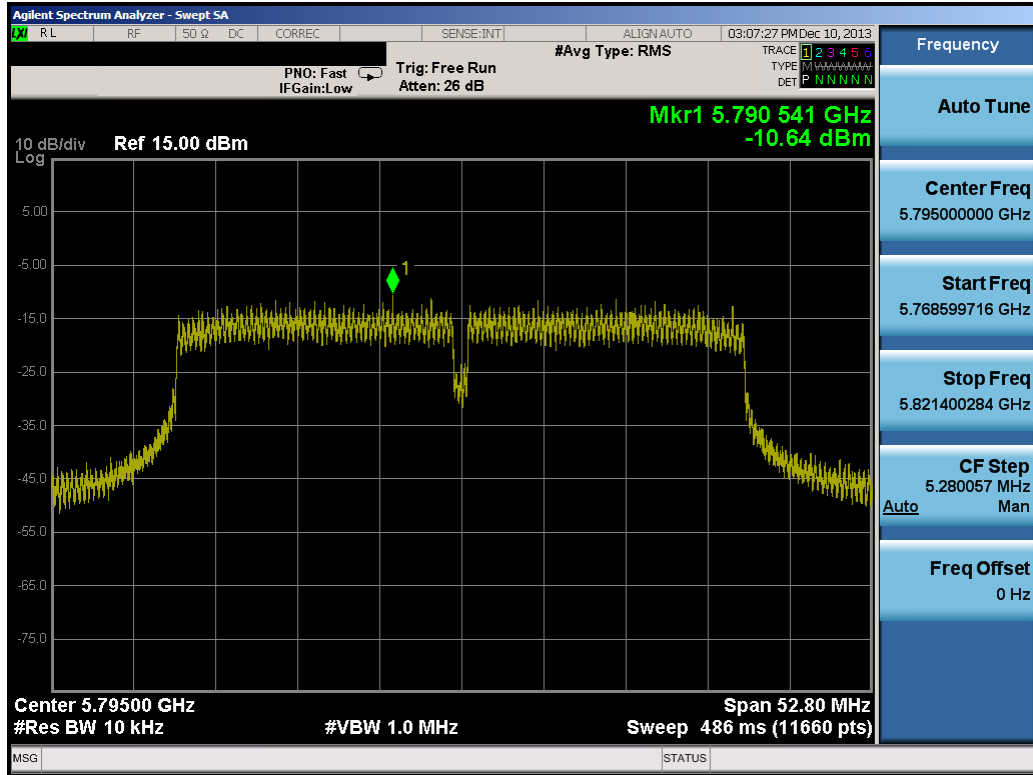 Agilent Spectrum Analyzer - Swept SA
LXI RL RF 50 Ω DC CORREC SENSE:INT ALIGN AUTO 03:07:27 PM Dec 10, 2013
PNO: Fast Trig: Free Run #Avg Type: RMS TRACE 1 2 3 4 5 6
IFGain:Low Atten: 26 dB TYPE M WWWWW
DET P N N N N N
Mkr1 5.790 541 GHz
-10.64 dBm
10 dB/div Ref 15.00 dBm
Log
5.00
-5.00
1
-15.0
-25.0
-35.0
-45.0
-55.0
-65.0
-75.0
Center 5.79500 GHz Span 52.80 MHz
#Res BW 10 kHz #VBW 1.0 MHz Sweep 486 ms (11660 pts)
MSG STATUS
Frequency
Auto Tune
Center Freq
5.795000000 GHz
Start Freq
5.768599716 GHz
Stop Freq
5.821400284 GHz
CF Step
5.280057 MHz
Auto Man
Freq Offset
0 Hz